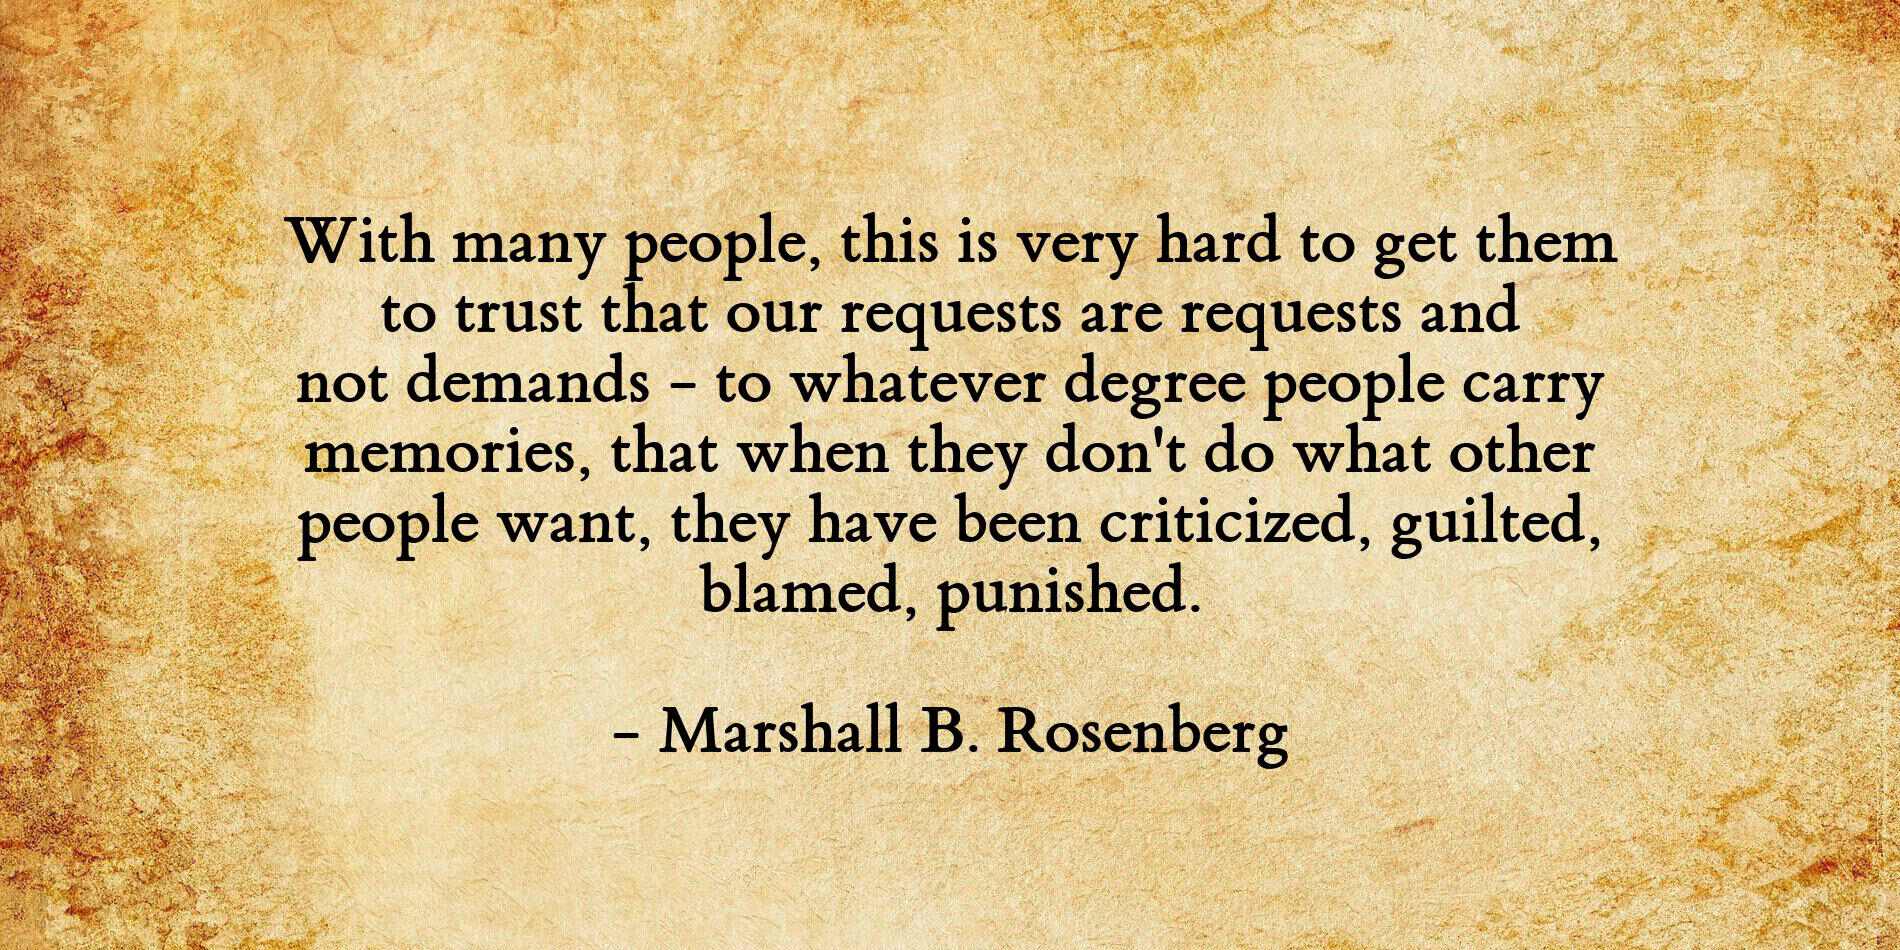 With many people, this is very hard to get them
to trust that our requests are requests and
not demands - to whatever degree people carry
memories, that when they don't do what other
people want, they have been criticized, guilted,
blamed, punished.
- Marshall B. Rosenberg